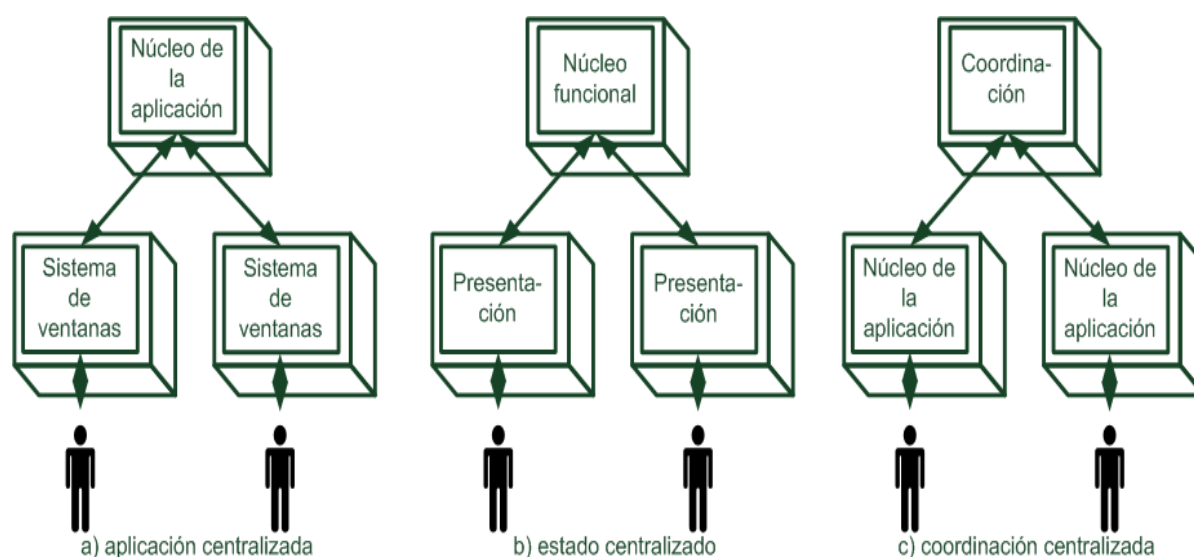 Núcleo de
la
aplicación
Sistema
de
ventanas
Sistema
de
ventanas
a) aplicación centralizada
Núcleo
funcional
Presenta-
ción
Presenta-
ción
b) estado centralizado
Coordina-
ción
Núcleo de
la
aplicación
Núcleo de
la
aplicación
c) coordinación centralizada